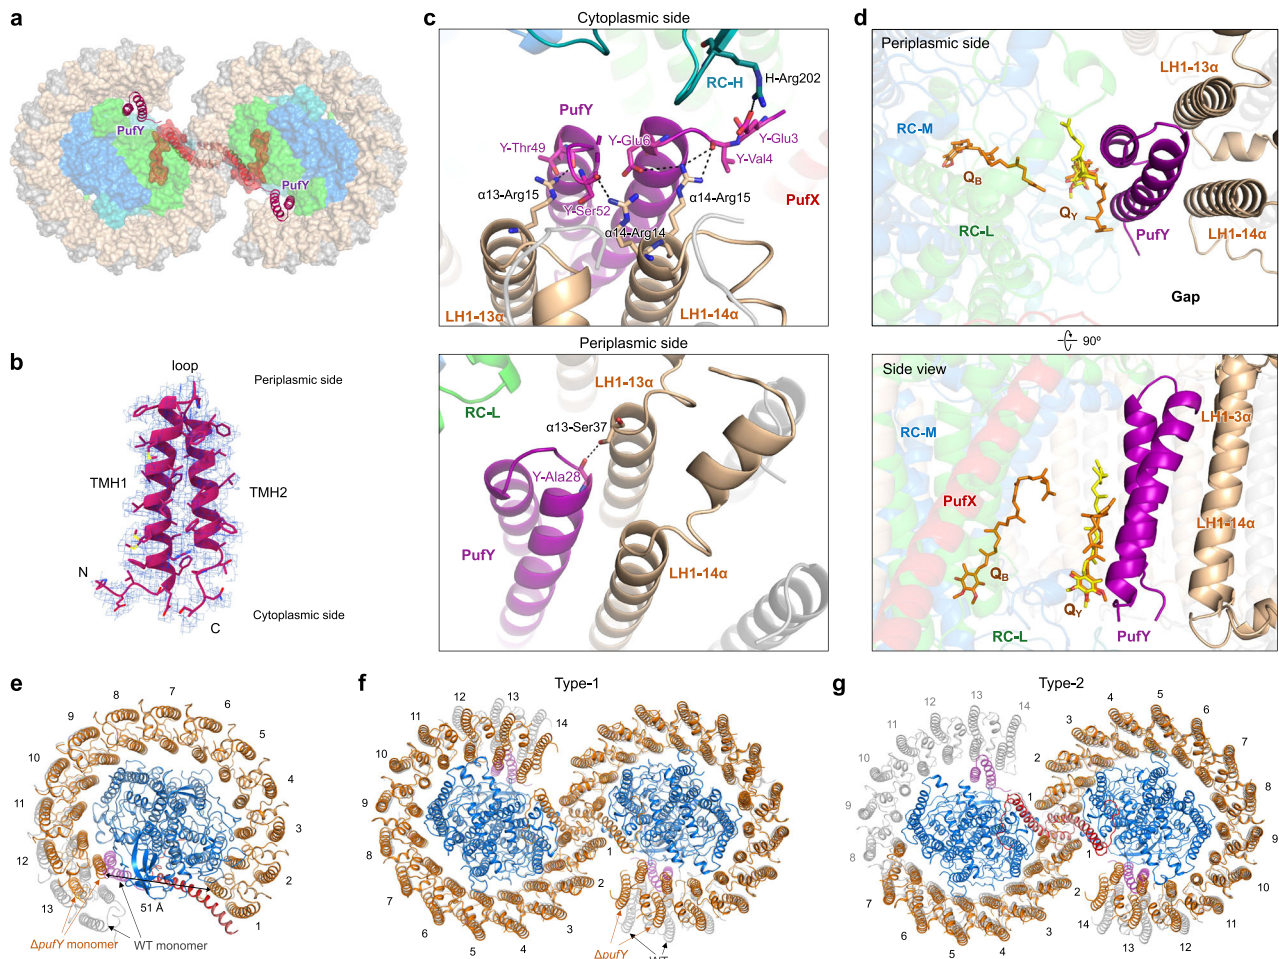 a
PufY
PufY
b
loop
Periplasmic side
TMH1
TMH2
N
Cytoplasmic side
C
c
Cytoplasmic side
RC-H
H-Arg202
PufY
Y-Glu6
Y-Glu3
Y-Thr49
Y-Val4
α13-Arg15
α14-Arg15
Y-Ser52
PufX
α14-Arg14
LH1-13α
LH1-14α
Periplasmic side
LH1-13α
RC-L
α13-Ser37
Y-Ala28
PufY
LH1-14α
d
Periplasmic side
LH1-13α
RC-M
QB
QY
RC-L
PufY
LH1-14α
Gap
90º
Side view
LH1-3α
RC-M
PufX
LH1-14α
QB
QY
RC-L
PufY
e
7
8
6
9
5
10
4
11
3
12
2
13
51 Å
1
ΔpufY monomer
WT monomer
f
Type-1
12
13
14
11
10
9
8
1
7
2
6
5
4
3
ΔpufY
WT
g
Type-2
13
14
12
11
10
9
8
4
5
3
6
2
7
1
8
9
1
7
2
10
6
3
14
11
5
4
13
12